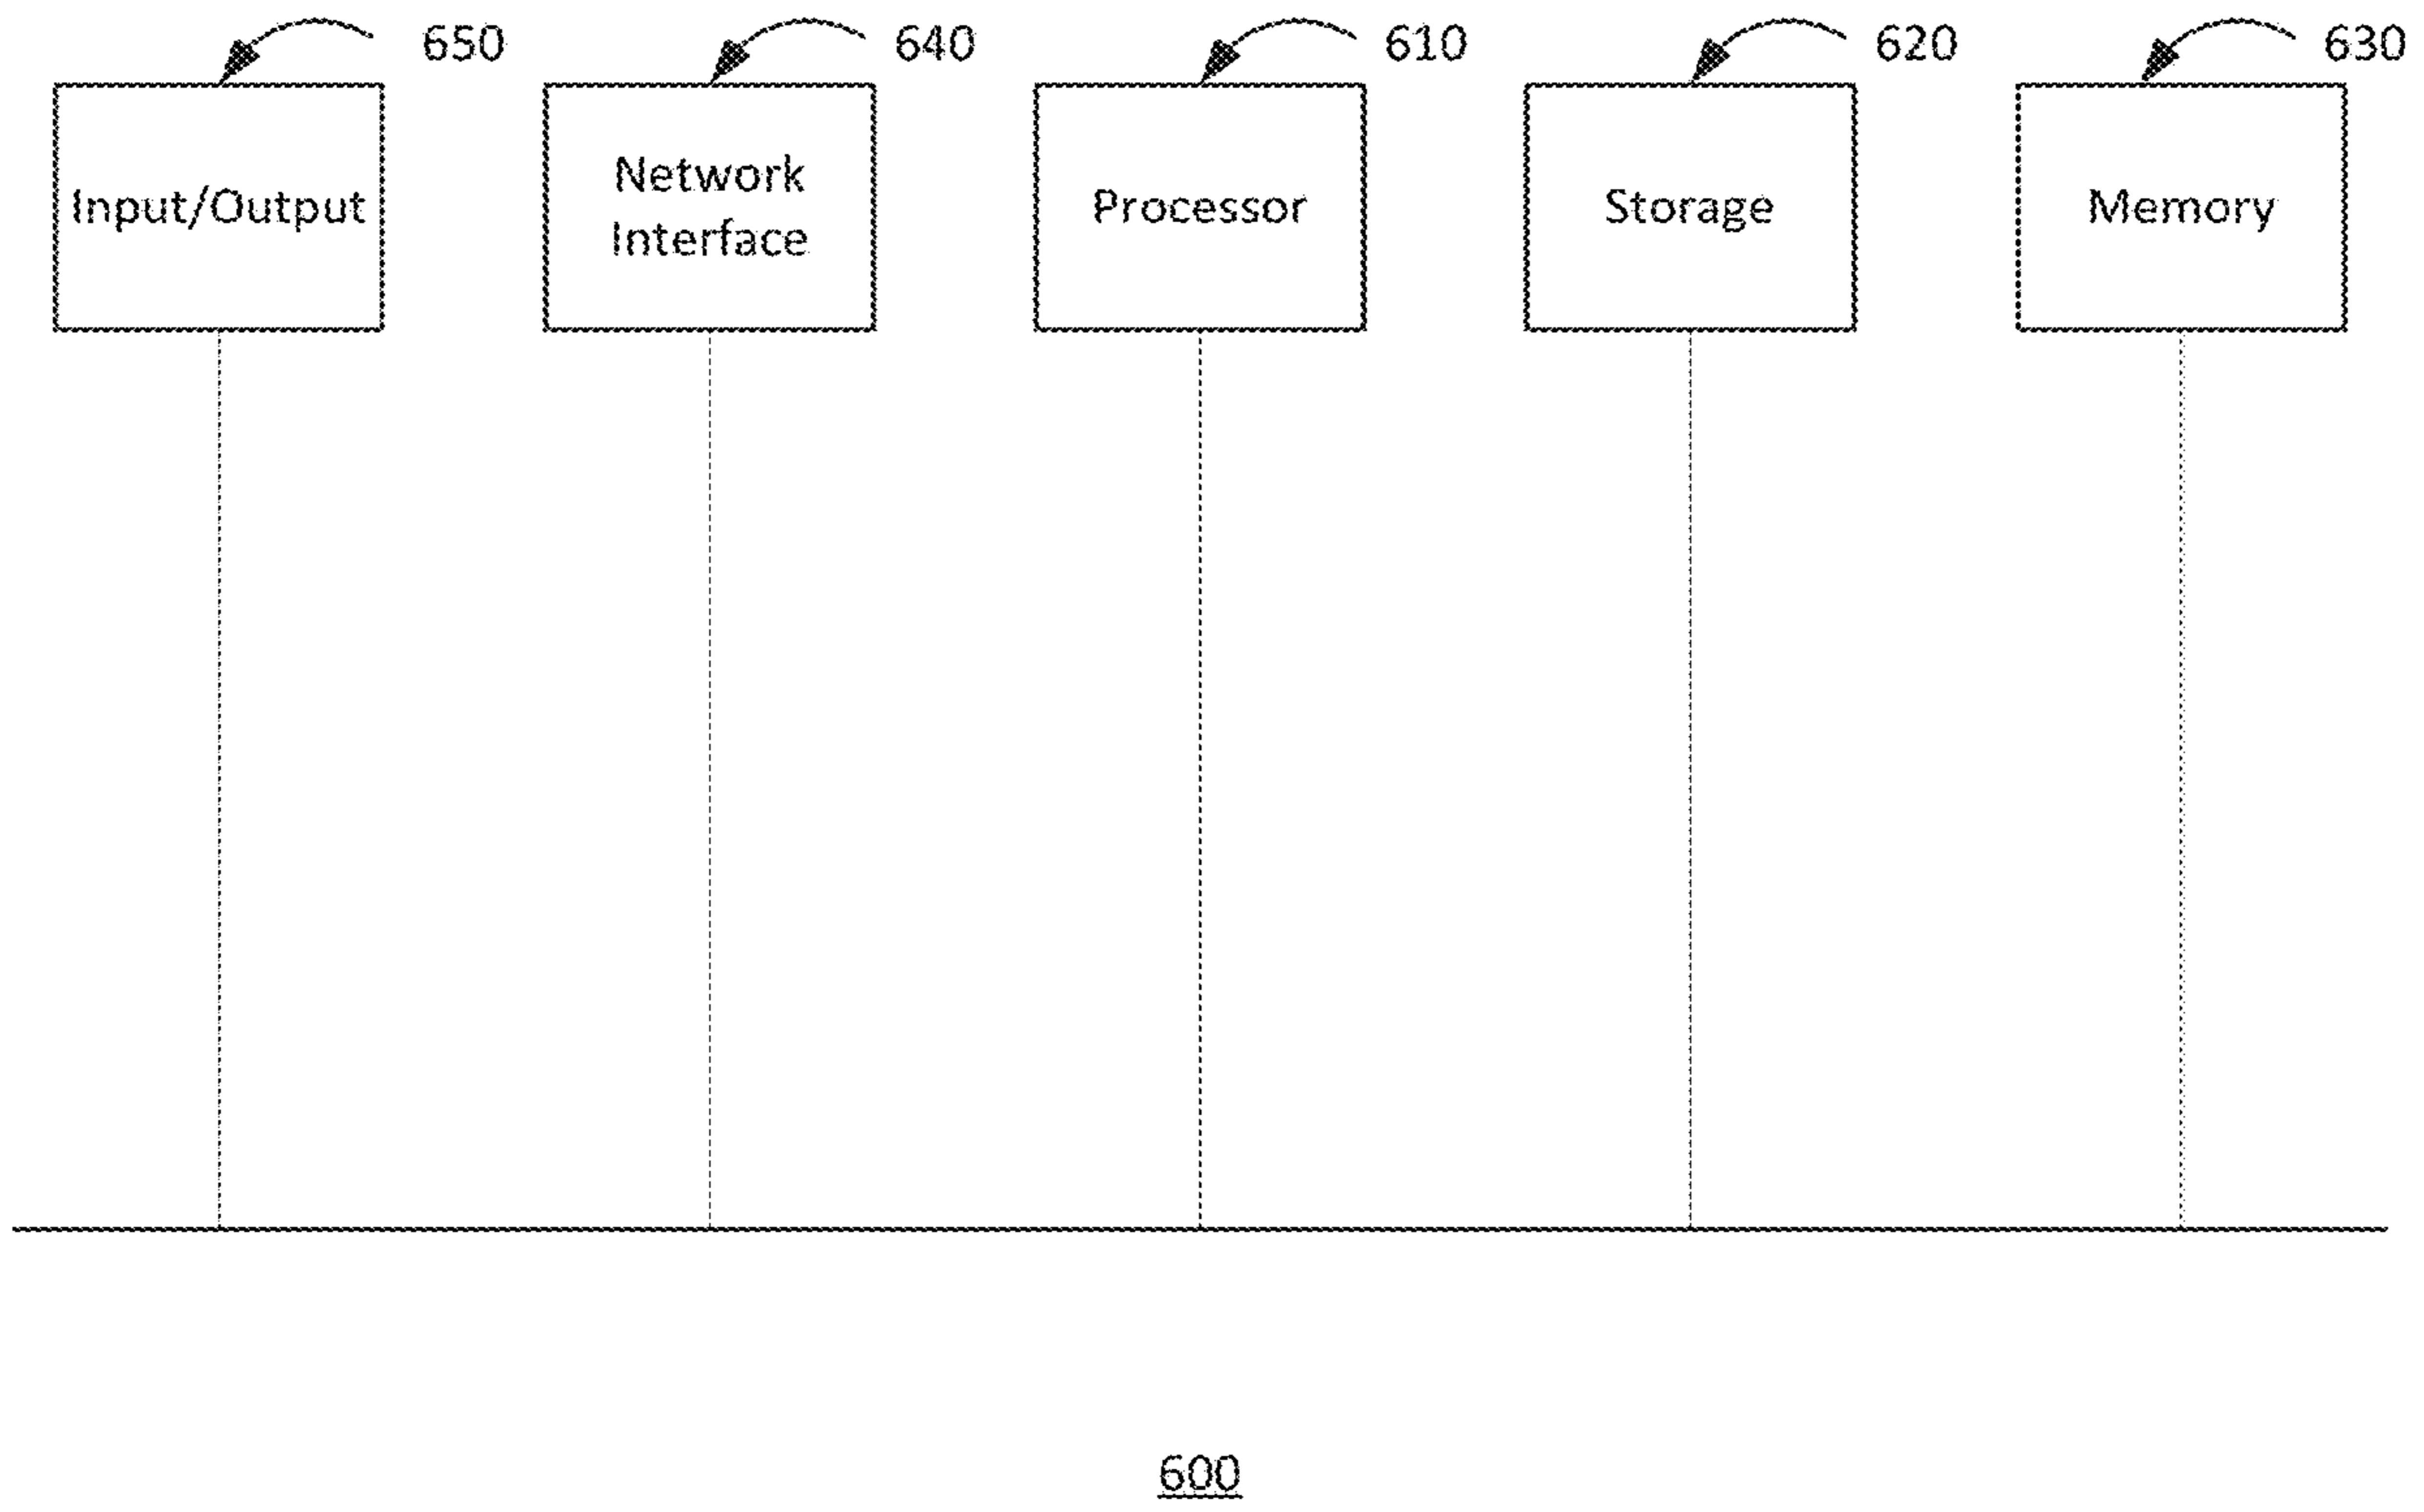 650
640
610
620
630
Input/Output
Network
Interface
Processor
Storage
Memory
600